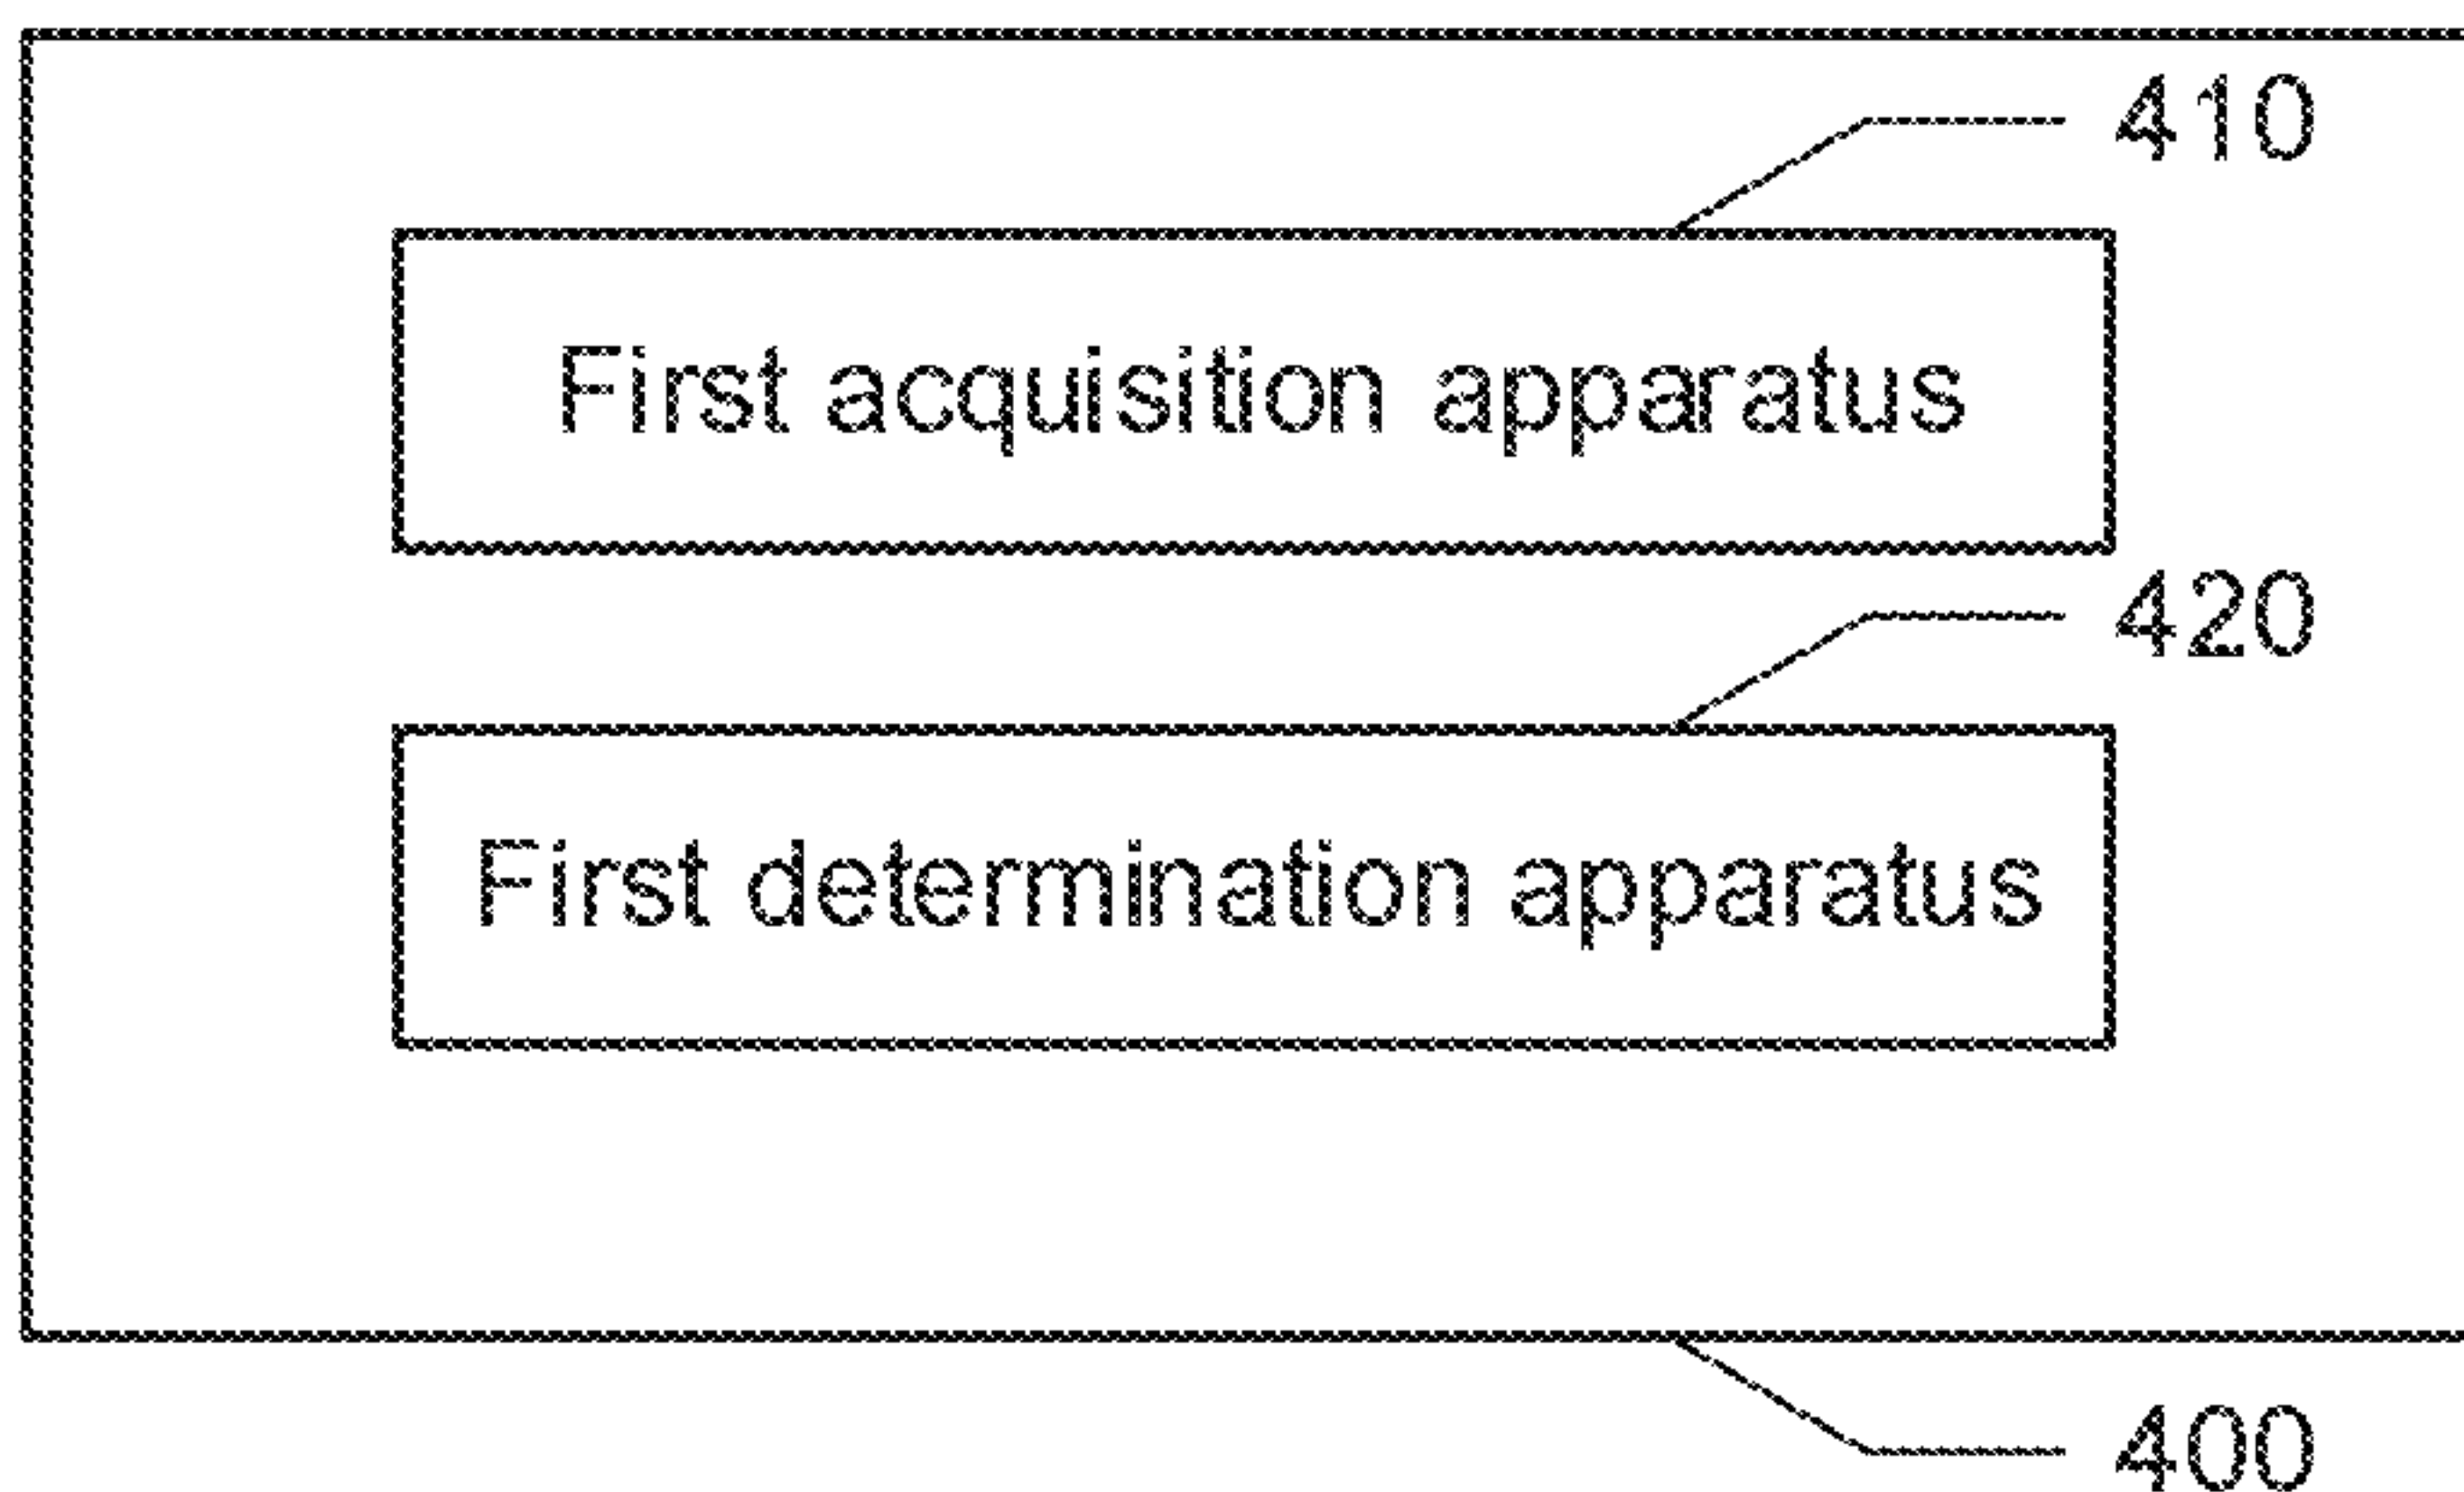 410
First acquisition apparatus
420
First determination apparatus
400